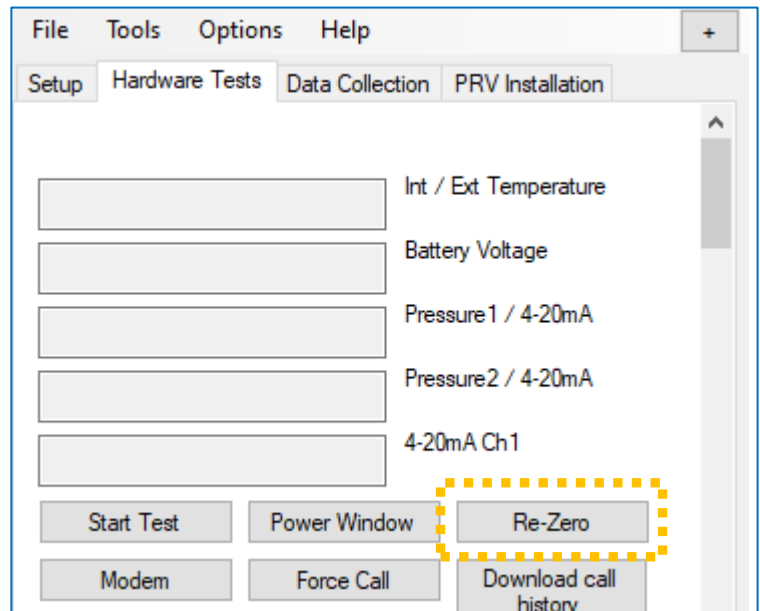 File Tools Options Help +
Setup Hardware Tests Data Collection PRV Installation
Int / Ext Temperature
Battery Voltage
Pressure1 / 4-20mA
Pressure2 / 4-20mA
4-20mA Ch1
Start Test Power Window Re-Zero
Modem Force Call Download call
history